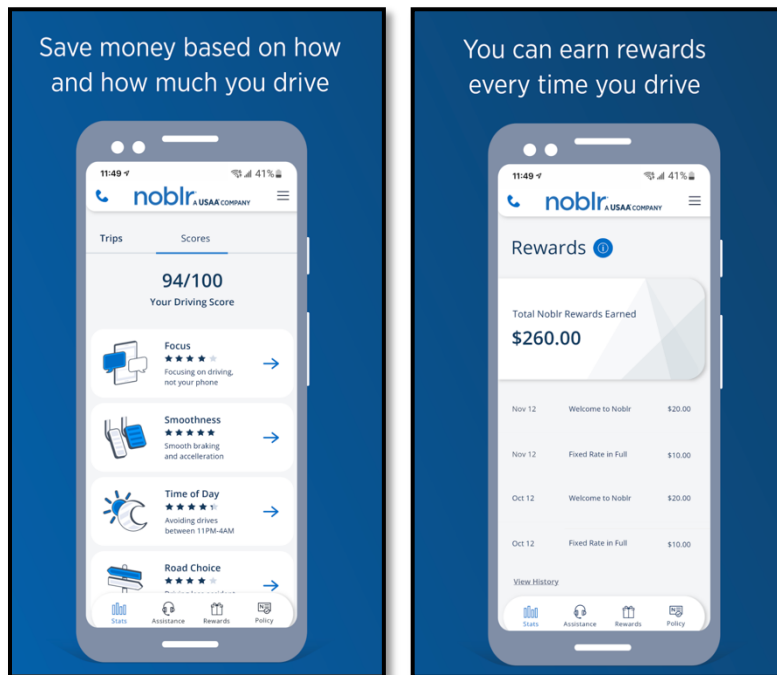 Save money based on how
and how much you drive
11:49
41%
noblr A USAA COMPANY
Trips Scores
94/100
Your Driving Score
Focus
Focusing on driving,
not your phone
Smoothness
Smooth braking
and accelleration
Time of Day
Avoiding drives
between 11PM-4AM
Road Choice
Stats Assistance Rewards Policy
You can earn rewards
every time you drive
11:49
41%
noblr A USAA COMPANY
Rewards
Total Noblr Rewards Earned
$260.00
Nov 12 Welcome to Noblr $20.00
Nov 12 Fixed Rate in Full $10.00
Oct 12 Welcome to Noblr $20.00
Oct 12 Fixed Rate in Full $10.00
View History
Stats Assistance Rewards Policy